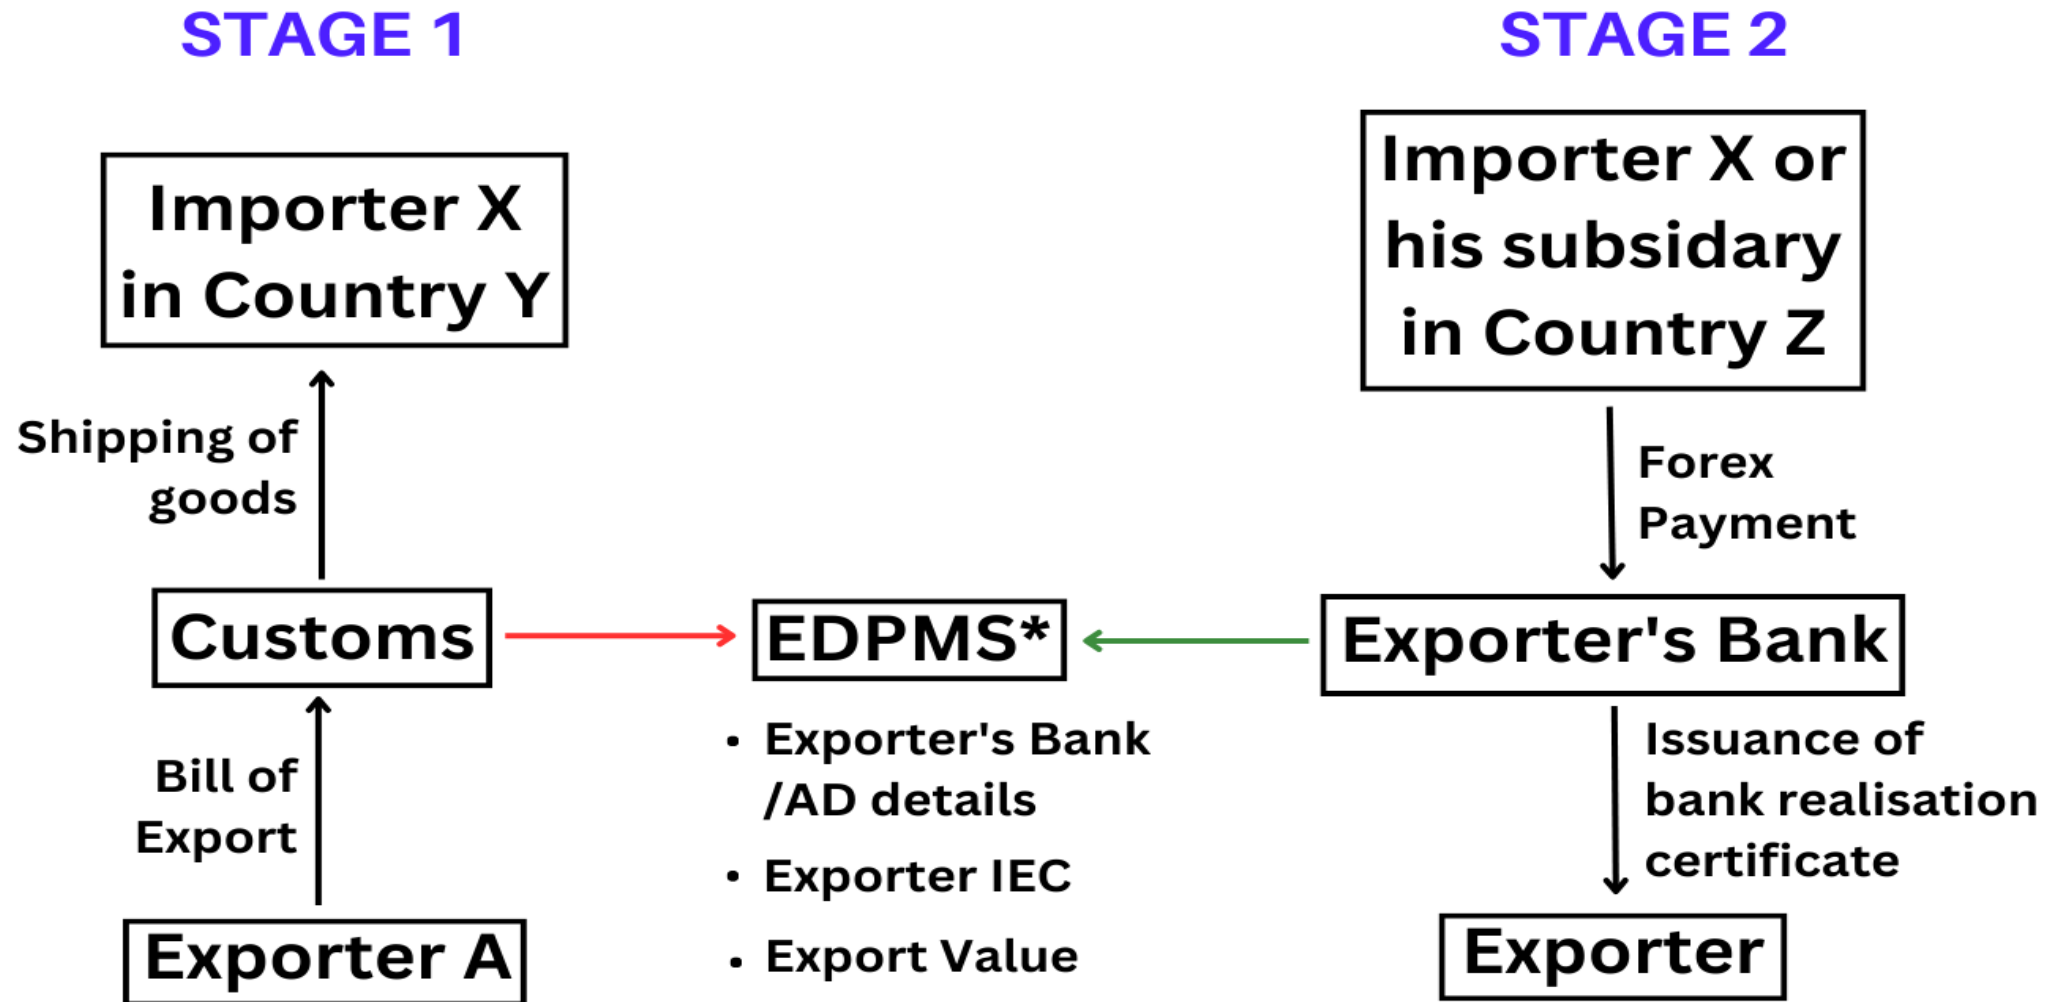 STAGE 1
Importer X
in Country Y
Shipping of
goods
Customs
Bill of
Export
Exporter A
EDPMS*
• Exporter's Bank
/AD details
• Exporter IEC
• Export Value
STAGE 2
Importer X or
his subsidary
in Country Z
Forex
Payment
Exporter's Bank
Issuance of
bank realisation
certificate
Exporter